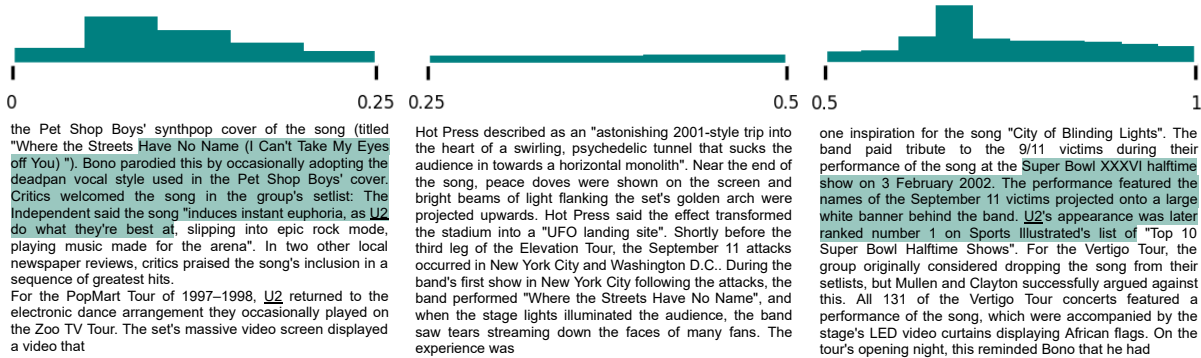 0
0.25
0.25
0.5
0.5
1
the Pet Shop Boys' synthpop cover of the song (titled
"Where the Streets Have No Name (I Can't Take My Eyes
off You) "). Bono parodied this by occasionally adopting the
deadpan vocal style used in the Pet Shop Boys' cover.
Critics welcomed the song in the group's setlist: The
Independent said the song "induces instant euphoria, as U2
do what they're best at, slipping into epic rock mode,
playing music made for the arena". In two other local
newspaper reviews, critics praised the song's inclusion in a
sequence of greatest hits.
For the PopMart Tour of 1997–1998, U2 returned to the
electronic dance arrangement they occasionally played on
the Zoo TV Tour. The set's massive video screen displayed
a video that
Hot Press described as an "astonishing 2001-style trip into
the heart of a swirling, psychedelic tunnel that sucks the
audience in towards a horizontal monolith". Near the end of
the song, peace doves were shown on the screen and
bright beams of light flanking the set's golden arch were
projected upwards. Hot Press said the effect transformed
the stadium into a "UFO landing site". Shortly before the
third leg of the Elevation Tour, the September 11 attacks
occurred in New York City and Washington D.C.. During the
band's first show in New York City following the attacks, the
band performed "Where the Streets Have No Name", and
when the stage lights illuminated the audience, the band
saw tears streaming down the faces of many fans. The
experience was
one inspiration for the song "City of Blinding Lights". The
band paid tribute to the 9/11 victims during their
performance of the song at the Super Bowl XXXVI halftime
show on 3 February 2002. The performance featured the
names of the September 11 victims projected onto a large
white banner behind the band. U2's appearance was later
ranked number 1 on Sports Illustrated's list of "Top 10
Super Bowl Halftime Shows". For the Vertigo Tour, the
group originally considered dropping the song from their
setlists, but Mullen and Clayton successfully argued against
this. All 131 of the Vertigo Tour concerts featured a
performance of the song, which were accompanied by the
stage's LED video curtains displaying African flags. On the
tour's opening night, this reminded Bono that he had